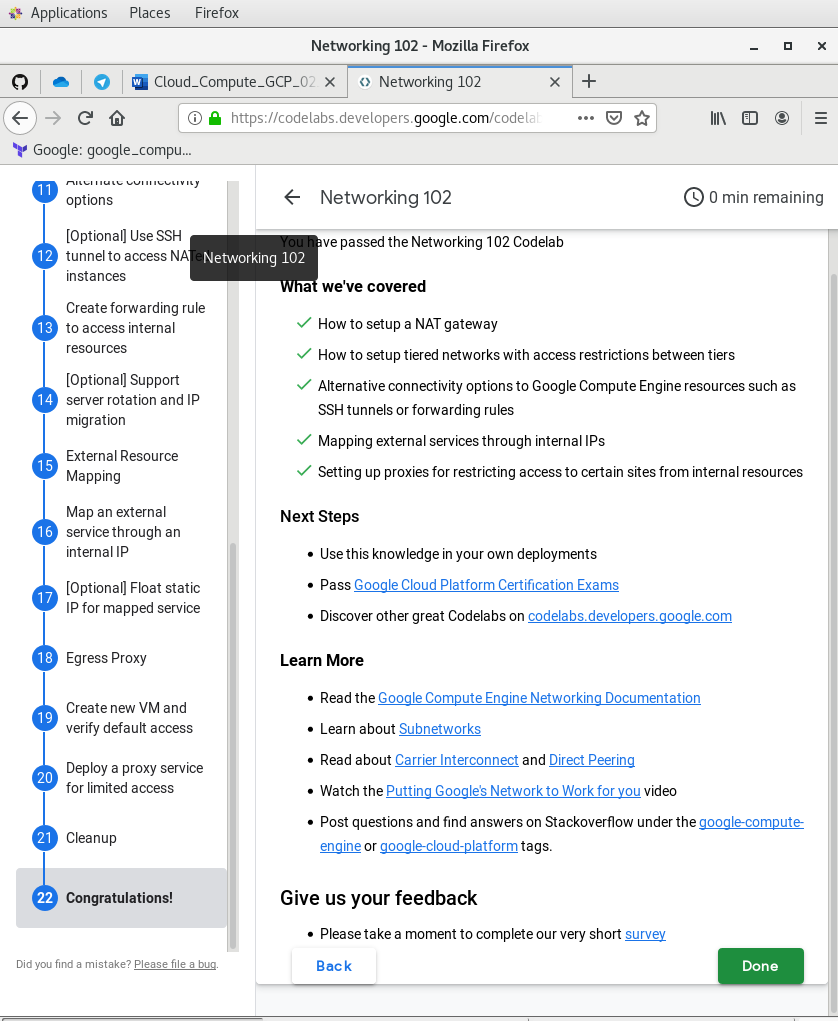 Applications Places Firefox
Networking 102 - Mozilla Firefox
Cloud_Compute_GCP_02 Networking 102
https://codelabs.developers.google.com/codela
Google: google_compu...
11 Alternate connectivity
options
12 [Optional] Use SSH
tunnel to access NATe
instances
13 Create forwarding rule
to access internal
resources
14 [Optional] Support
server rotation and IP
migration
15 External Resource
Mapping
16 Map an external
service through an
internal IP
17 [Optional] Float static
IP for mapped service
18 Egress Proxy
19 Create new VM and
verify default access
20 Deploy a proxy service
for limited access
21 Cleanup
22 Congratulations!
Did you find a mistake? Please file a bug.
Networking 102
Networking 102 0 min remaining
You have passed the Networking 102 Codelab
What we've covered
How to setup a NAT gateway
How to setup tiered networks with access restrictions between tiers
Alternative connectivity options to Google Compute Engine resources such as
SSH tunnels or forwarding rules
Mapping external services through internal IPs
Setting up proxies for restricting access to certain sites from internal resources
Next Steps
• Use this knowledge in your own deployments
• Pass Google Cloud Platform Certification Exams
• Discover other great Codelabs on codelabs.developers.google.com
Learn More
• Read the Google Compute Engine Networking Documentation
• Learn about Subnetworks
• Read about Carrier Interconnect and Direct Peering
• Watch the Putting Google's Network to Work for you video
• Post questions and find answers on Stackoverflow under the google-compute-
engine or google-cloud-platform tags.
Give us your feedback
• Please take a moment to complete our very short survey
Back Done